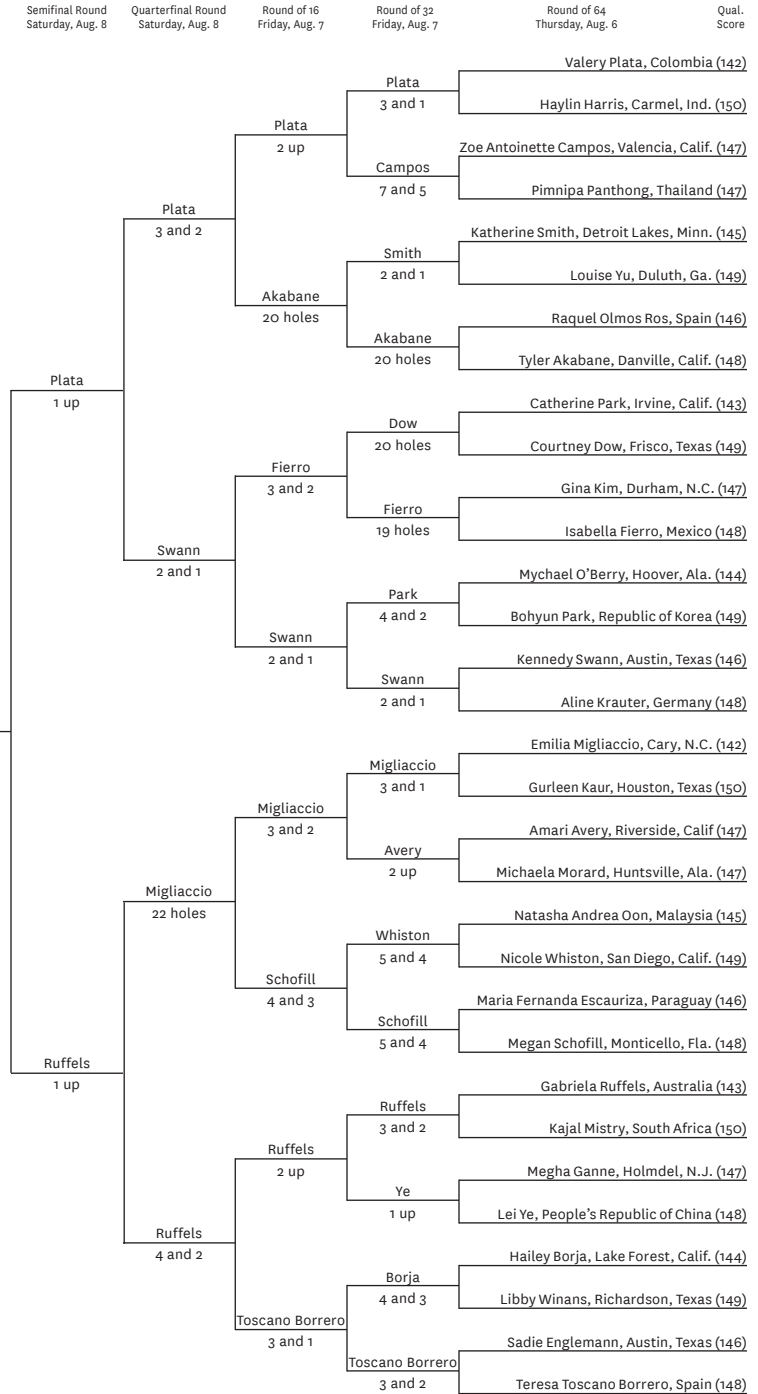 Semifinal Round
Saturday, Aug. 8
Quarterfinal Round
Saturday, Aug. 8
Round of 16
Friday, Aug. 7
Round of 32
Friday, Aug. 7
Round of 64
Thursday, Aug. 6
Qual.
Score
Valery Plata, Colombia (142)
Plata
3 and 1
Haylin Harris, Carmel, Ind. (150)
Plata
2 up
Zoe Antoinette Campos, Valencia, Calif. (147)
Campos
7 and 5
Pimnipa Panthong, Thailand (147)
Plata
3 and 2
Katherine Smith, Detroit Lakes, Minn. (145)
Smith
2 and 1
Louise Yu, Duluth, Ga. (149)
Akabane
20 holes
Raquel Olmos Ros, Spain (146)
Akabane
20 holes
Tyler Akabane, Danville, Calif. (148)
Plata
1 up
Catherine Park, Irvine, Calif. (143)
Dow
20 holes
Courtney Dow, Frisco, Texas (149)
Fierro
3 and 2
Gina Kim, Durham, N.C. (147)
Fierro
19 holes
Isabella Fierro, Mexico (148)
Swann
2 and 1
Mychael O’Berry, Hoover, Ala. (144)
Park
4 and 2
Bohyun Park, Republic of Korea (149)
Swann
2 and 1
Kennedy Swann, Austin, Texas (146)
Swann
2 and 1
Aline Krauter, Germany (148)
Emilia Migliaccio, Cary, N.C. (142)
Migliaccio
3 and 1
Gurleen Kaur, Houston, Texas (150)
Migliaccio
3 and 2
Amari Avery, Riverside, Calif (147)
Avery
2 up
Michaela Morard, Huntsville, Ala. (147)
Migliaccio
22 holes
Natasha Andrea Oon, Malaysia (145)
Whiston
5 and 4
Nicole Whiston, San Diego, Calif. (149)
Schofill
4 and 3
Maria Fernanda Escauriza, Paraguay (146)
Schofill
5 and 4
Megan Schofill, Monticello, Fla. (148)
Ruffels
1 up
Gabriela Ruffels, Australia (143)
Ruffels
3 and 2
Kajal Mistry, South Africa (150)
Ruffels
2 up
Megha Ganne, Holmdel, N.J. (147)
Ye
1 up
Lei Ye, People’s Republic of China (148)
Ruffels
4 and 2
Hailey Borja, Lake Forest, Calif. (144)
Borja
4 and 3
Libby Winans, Richardson, Texas (149)
Toscano Borrero
3 and 1
Sadie Englemann, Austin, Texas (146)
Toscano Borrero
3 and 2
Teresa Toscano Borrero, Spain (148)